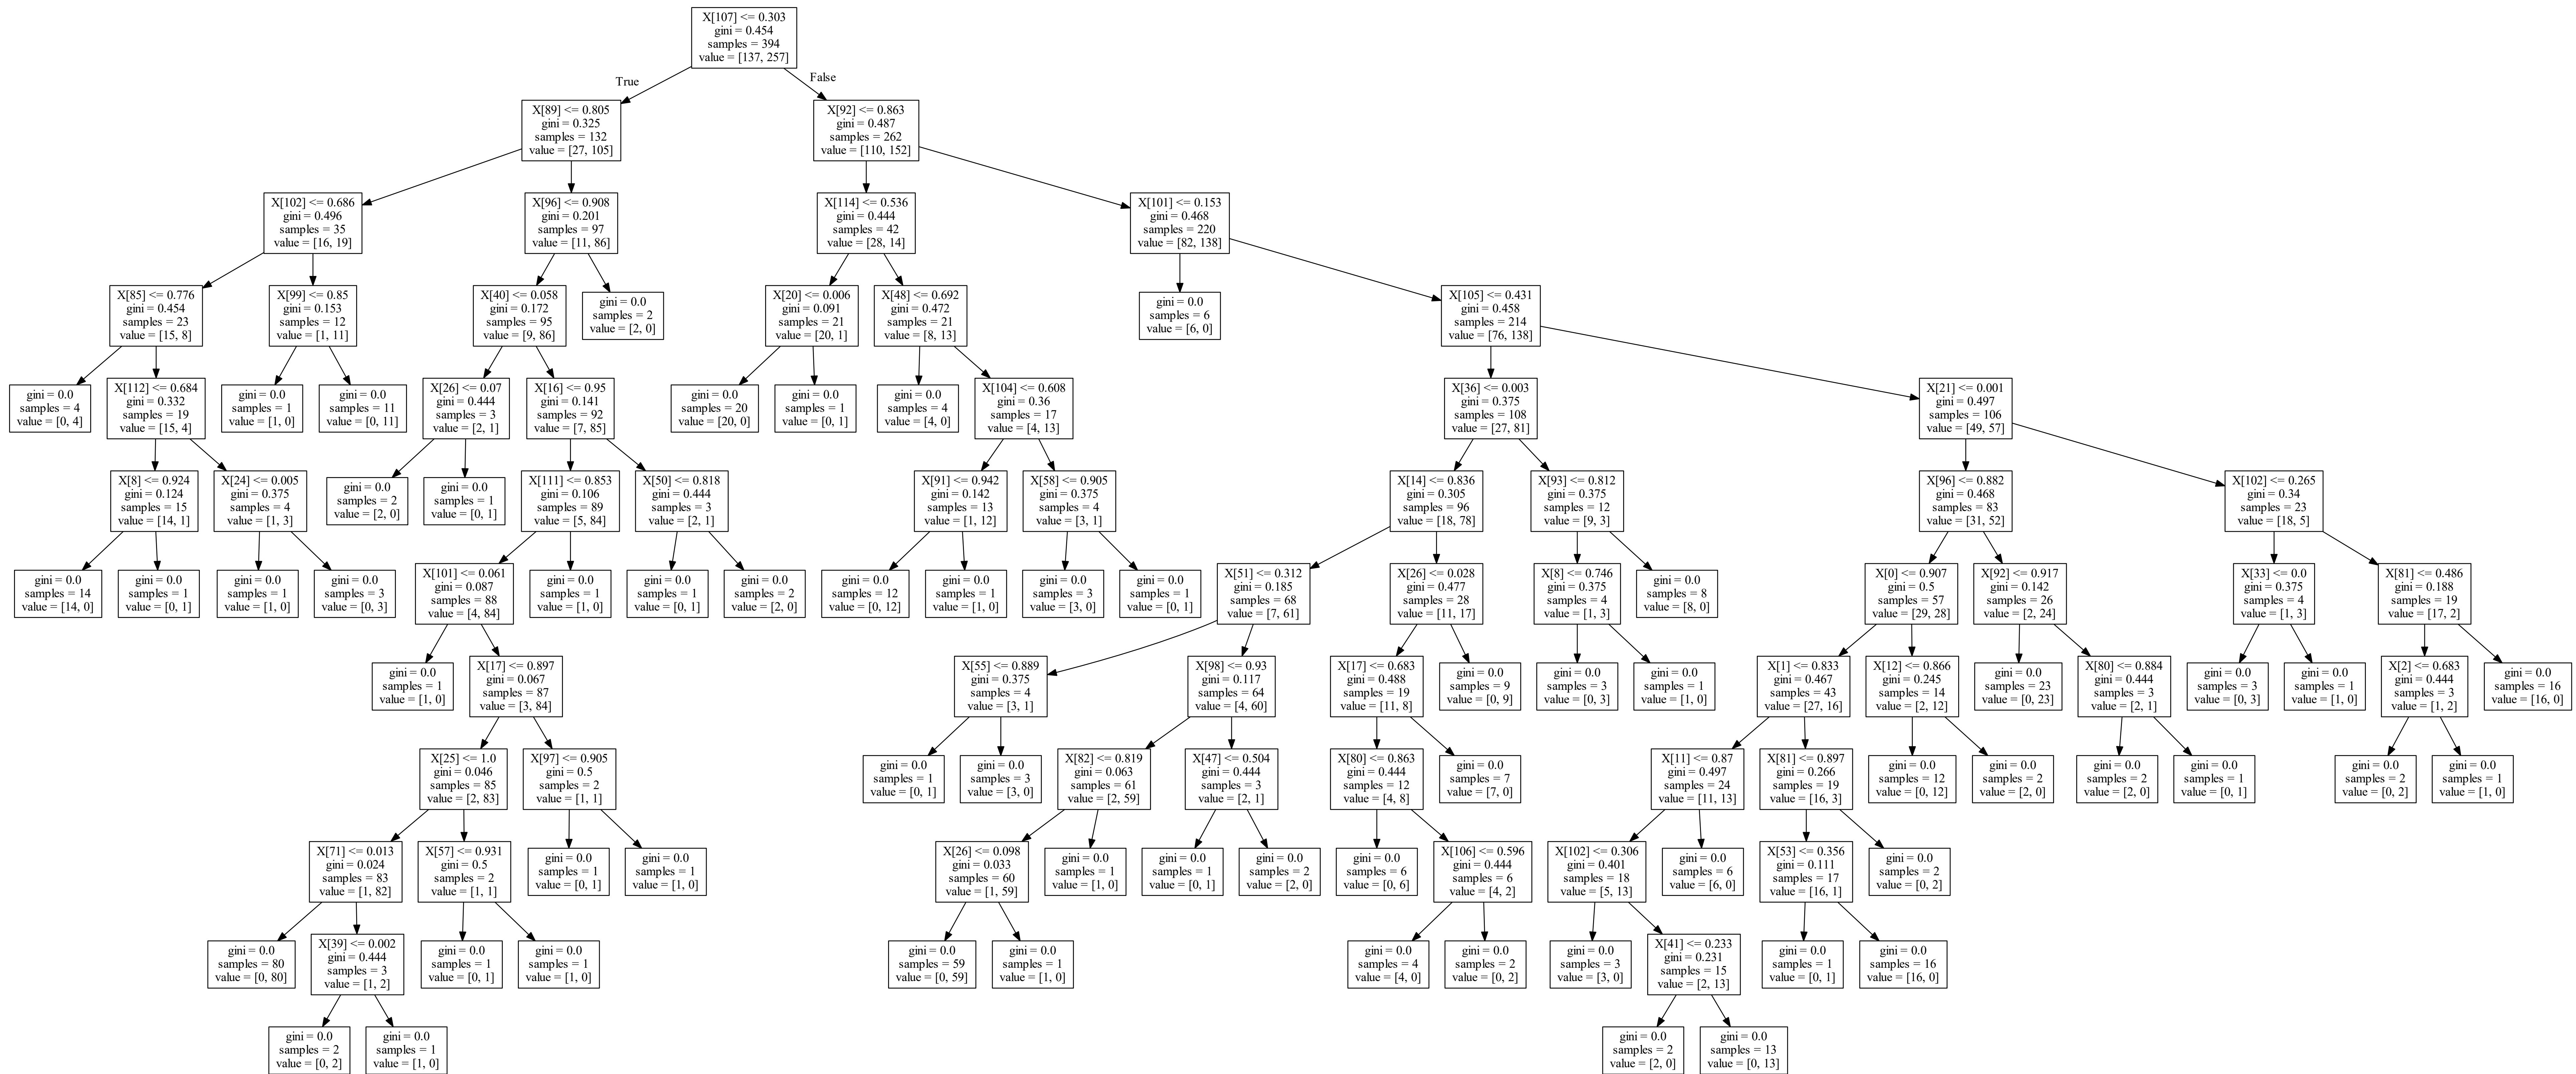 X[107] <= 0.303
gini = 0.454
samples = 394
value = [137, 257]
True
False
X[89] <= 0.805
gini = 0.325
samples = 132
value = [27, 105]
X[92] <= 0.863
gini = 0.487
samples = 262
value = [110, 152]
X[102] <= 0.686
gini = 0.496
samples = 35
value = [16, 19]
X[96] <= 0.908
gini = 0.201
samples = 97
value = [11, 86]
X[114] <= 0.536
gini = 0.444
samples = 42
value = [28, 14]
X[101] <= 0.153
gini = 0.468
samples = 220
value = [82, 138]
X[85] <= 0.776
gini = 0.454
samples = 23
value = [15, 8]
X[99] <= 0.85
gini = 0.153
samples = 12
value = [1, 11]
X[40] <= 0.058
gini = 0.172
samples = 95
value = [9, 86]
gini = 0.0
samples = 2
value = [2, 0]
X[20] <= 0.006
gini = 0.091
samples = 21
value = [20, 1]
X[48] <= 0.692
gini = 0.472
samples = 21
value = [8, 13]
gini = 0.0
samples = 6
value = [6, 0]
X[105] <= 0.431
gini = 0.458
samples = 214
value = [76, 138]
gini = 0.0
samples = 4
value = [0, 4]
X[112] <= 0.684
gini = 0.332
samples = 19
value = [15, 4]
gini = 0.0
samples = 1
value = [1, 0]
gini = 0.0
samples = 11
value = [0, 11]
X[26] <= 0.07
gini = 0.444
samples = 3
value = [2, 1]
X[16] <= 0.95
gini = 0.141
samples = 92
value = [7, 85]
gini = 0.0
samples = 20
value = [20, 0]
gini = 0.0
samples = 1
value = [0, 1]
gini = 0.0
samples = 4
value = [4, 0]
X[104] <= 0.608
gini = 0.36
samples = 17
value = [4, 13]
X[36] <= 0.003
gini = 0.375
samples = 108
value = [27, 81]
X[21] <= 0.001
gini = 0.497
samples = 106
value = [49, 57]
X[8] <= 0.924
gini = 0.124
samples = 15
value = [14, 1]
X[24] <= 0.005
gini = 0.375
samples = 4
value = [1, 3]
gini = 0.0
samples = 2
value = [2, 0]
gini = 0.0
samples = 1
value = [0, 1]
X[111] <= 0.853
gini = 0.106
samples = 89
value = [5, 84]
X[50] <= 0.818
gini = 0.444
samples = 3
value = [2, 1]
X[91] <= 0.942
gini = 0.142
samples = 13
value = [1, 12]
X[58] <= 0.905
gini = 0.375
samples = 4
value = [3, 1]
X[14] <= 0.836
gini = 0.305
samples = 96
value = [18, 78]
X[93] <= 0.812
gini = 0.375
samples = 12
value = [9, 3]
X[96] <= 0.882
gini = 0.468
samples = 83
value = [31, 52]
X[102] <= 0.265
gini = 0.34
samples = 23
value = [18, 5]
gini = 0.0
samples = 14
value = [14, 0]
gini = 0.0
samples = 1
value = [0, 1]
gini = 0.0
samples = 1
value = [1, 0]
gini = 0.0
samples = 3
value = [0, 3]
X[101] <= 0.061
gini = 0.087
samples = 88
value = [4, 84]
gini = 0.0
samples = 1
value = [1, 0]
gini = 0.0
samples = 1
value = [0, 1]
gini = 0.0
samples = 2
value = [2, 0]
gini = 0.0
samples = 12
value = [0, 12]
gini = 0.0
samples = 1
value = [1, 0]
gini = 0.0
samples = 3
value = [3, 0]
gini = 0.0
samples = 1
value = [0, 1]
X[51] <= 0.312
gini = 0.185
samples = 68
value = [7, 61]
X[26] <= 0.028
gini = 0.477
samples = 28
value = [11, 17]
X[8] <= 0.746
gini = 0.375
samples = 4
value = [1, 3]
gini = 0.0
samples = 8
value = [8, 0]
X[0] <= 0.907
gini = 0.5
samples = 57
value = [29, 28]
X[92] <= 0.917
gini = 0.142
samples = 26
value = [2, 24]
X[33] <= 0.0
gini = 0.375
samples = 4
value = [1, 3]
X[81] <= 0.486
gini = 0.188
samples = 19
value = [17, 2]
gini = 0.0
samples = 1
value = [1, 0]
X[17] <= 0.897
gini = 0.067
samples = 87
value = [3, 84]
X[55] <= 0.889
gini = 0.375
samples = 4
value = [3, 1]
X[98] <= 0.93
gini = 0.117
samples = 64
value = [4, 60]
X[17] <= 0.683
gini = 0.488
samples = 19
value = [11, 8]
gini = 0.0
samples = 9
value = [0, 9]
gini = 0.0
samples = 3
value = [0, 3]
gini = 0.0
samples = 1
value = [1, 0]
X[1] <= 0.833
gini = 0.467
samples = 43
value = [27, 16]
X[12] <= 0.866
gini = 0.245
samples = 14
value = [2, 12]
gini = 0.0
samples = 23
value = [0, 23]
X[80] <= 0.884
gini = 0.444
samples = 3
value = [2, 1]
gini = 0.0
samples = 3
value = [0, 3]
gini = 0.0
samples = 1
value = [1, 0]
X[2] <= 0.683
gini = 0.444
samples = 3
value = [1, 2]
gini = 0.0
samples = 16
value = [16, 0]
X[25] <= 1.0
gini = 0.046
samples = 85
value = [2, 83]
X[97] <= 0.905
gini = 0.5
samples = 2
value = [1, 1]
gini = 0.0
samples = 1
value = [0, 1]
gini = 0.0
samples = 3
value = [3, 0]
X[82] <= 0.819
gini = 0.063
samples = 61
value = [2, 59]
X[47] <= 0.504
gini = 0.444
samples = 3
value = [2, 1]
X[80] <= 0.863
gini = 0.444
samples = 12
value = [4, 8]
gini = 0.0
samples = 7
value = [7, 0]
X[11] <= 0.87
gini = 0.497
samples = 24
value = [11, 13]
X[81] <= 0.897
gini = 0.266
samples = 19
value = [16, 3]
gini = 0.0
samples = 12
value = [0, 12]
gini = 0.0
samples = 2
value = [2, 0]
gini = 0.0
samples = 2
value = [2, 0]
gini = 0.0
samples = 1
value = [0, 1]
gini = 0.0
samples = 2
value = [0, 2]
gini = 0.0
samples = 1
value = [1, 0]
X[71] <= 0.013
gini = 0.024
samples = 83
value = [1, 82]
X[57] <= 0.931
gini = 0.5
samples = 2
value = [1, 1]
gini = 0.0
samples = 1
value = [0, 1]
gini = 0.0
samples = 1
value = [1, 0]
X[26] <= 0.098
gini = 0.033
samples = 60
value = [1, 59]
gini = 0.0
samples = 1
value = [1, 0]
gini = 0.0
samples = 1
value = [0, 1]
gini = 0.0
samples = 2
value = [2, 0]
gini = 0.0
samples = 6
value = [0, 6]
X[106] <= 0.596
gini = 0.444
samples = 6
value = [4, 2]
X[102] <= 0.306
gini = 0.401
samples = 18
value = [5, 13]
gini = 0.0
samples = 6
value = [6, 0]
X[53] <= 0.356
gini = 0.111
samples = 17
value = [16, 1]
gini = 0.0
samples = 2
value = [0, 2]
gini = 0.0
samples = 80
value = [0, 80]
X[39] <= 0.002
gini = 0.444
samples = 3
value = [1, 2]
gini = 0.0
samples = 1
value = [0, 1]
gini = 0.0
samples = 1
value = [1, 0]
gini = 0.0
samples = 59
value = [0, 59]
gini = 0.0
samples = 1
value = [1, 0]
gini = 0.0
samples = 4
value = [4, 0]
gini = 0.0
samples = 2
value = [0, 2]
gini = 0.0
samples = 3
value = [3, 0]
X[41] <= 0.233
gini = 0.231
samples = 15
value = [2, 13]
gini = 0.0
samples = 1
value = [0, 1]
gini = 0.0
samples = 16
value = [16, 0]
gini = 0.0
samples = 2
value = [0, 2]
gini = 0.0
samples = 1
value = [1, 0]
gini = 0.0
samples = 2
value = [2, 0]
gini = 0.0
samples = 13
value = [0, 13]